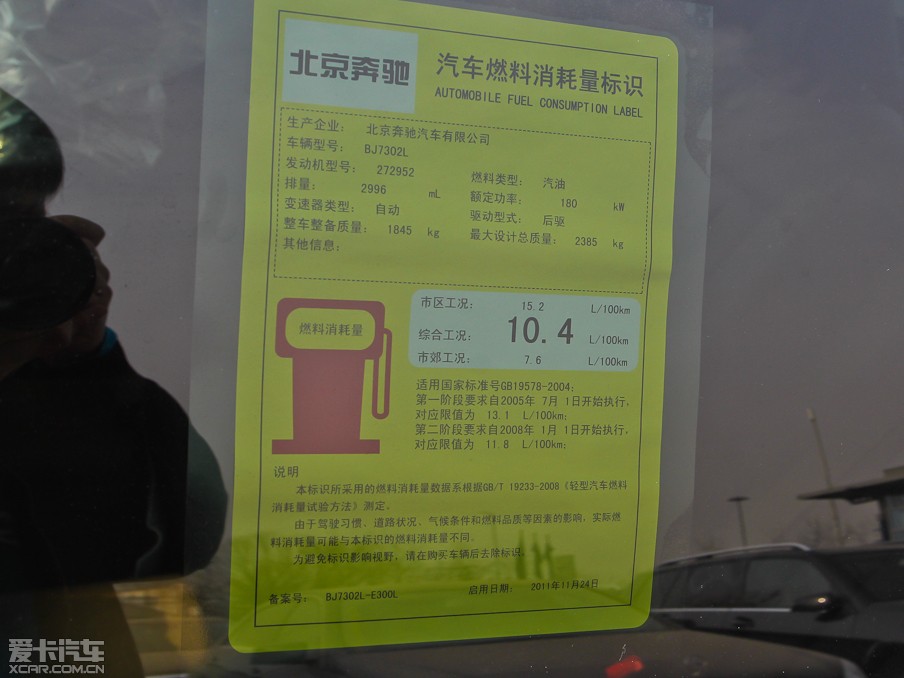 北京奔驰
汽车燃料消耗量标识
AUTOMOBILE FUEL CONSUMPTION LABEL
生产企业: 北京奔驰汽车有限公司
车辆型号: BJ7302L
发动机型号: 272952 燃料类型: 汽油
排量: 2996 mL 额定功率: 180 kW
变速器类型: 自动 驱动型式: 后驱
整车整备质量: 1845 kg 最大设计总质量: 2385 kg
其他信息:
燃料消耗量
市区工况: 15.2 L/100km
综合工况: 10.4 L/100km
市郊工况: 7.6 L/100km
适用国家标准号GB19578-2004;
第一阶段要求自2005年 7月 1日开始执行,
对应限值为 13.1 L/100km;
第二阶段要求自2008年 1月 1日开始执行,
对应限值为 11.8 L/100km;
说明
本标识所采用的燃料消耗量数据系根据GB/T 19233-2008《轻型汽车燃料
消耗量试验方法》测定。
由于驾驶习惯、道路状况、气候条件和燃料品质等因素的影响,实际燃
料消耗量可能与本标识的燃料消耗量不同。
为避免标识影响视野,请在购买车辆后去除标识。
备案号: BJ7302L-E300L 启用日期: 2011年11月24日
爱卡汽车
XCAR.COM.CN